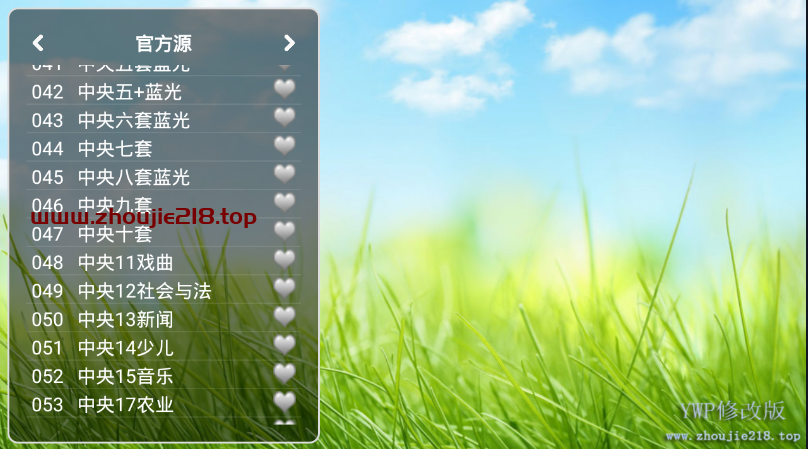 官方源
041 中央五套蓝光
042 中央五+蓝光
043 中央六套蓝光
044 中央七套
045 中央八套蓝光
046 中央九套
www.zhoujie218.top
047 中央十套
048 中央11戏曲
049 中央12社会与法
050 中央13新闻
051 中央14少儿
052 中央15音乐
053 中央17农业
YWP修改版
www.zhoujie218.top